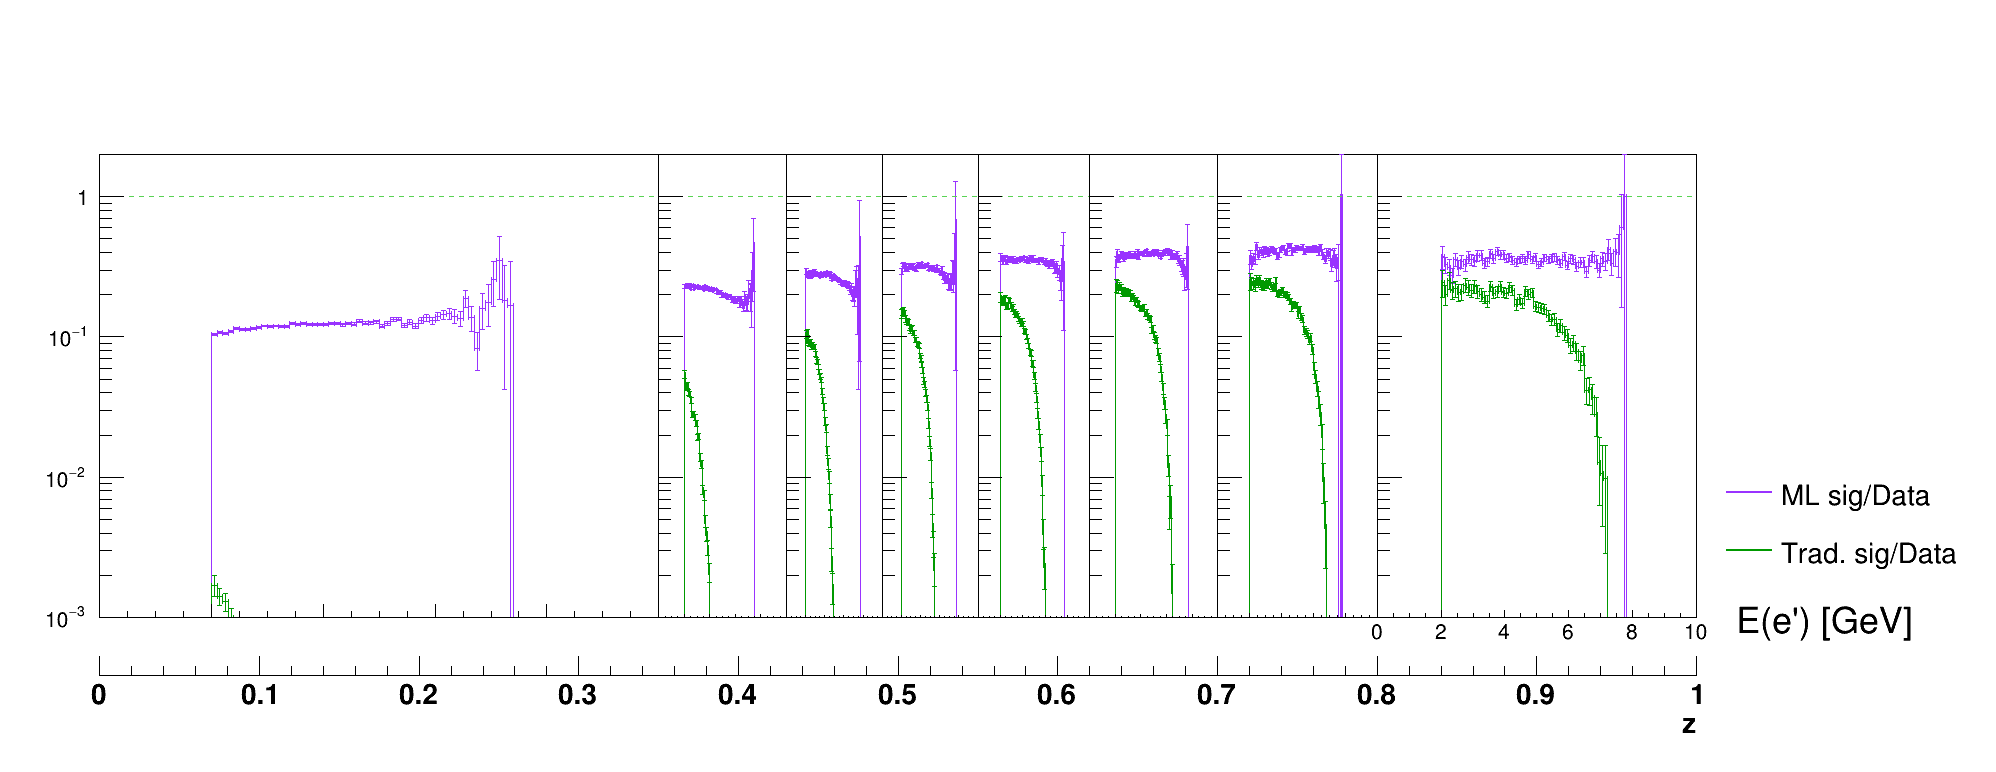 1
10⁻¹
10⁻²
10⁻³
ML sig/Data
Trad. sig/Data
E(e') [GeV]
0 2 4 6 8 10
0 0.1 0.2 0.3 0.4 0.5 0.6 0.7 0.8 0.9 1
z